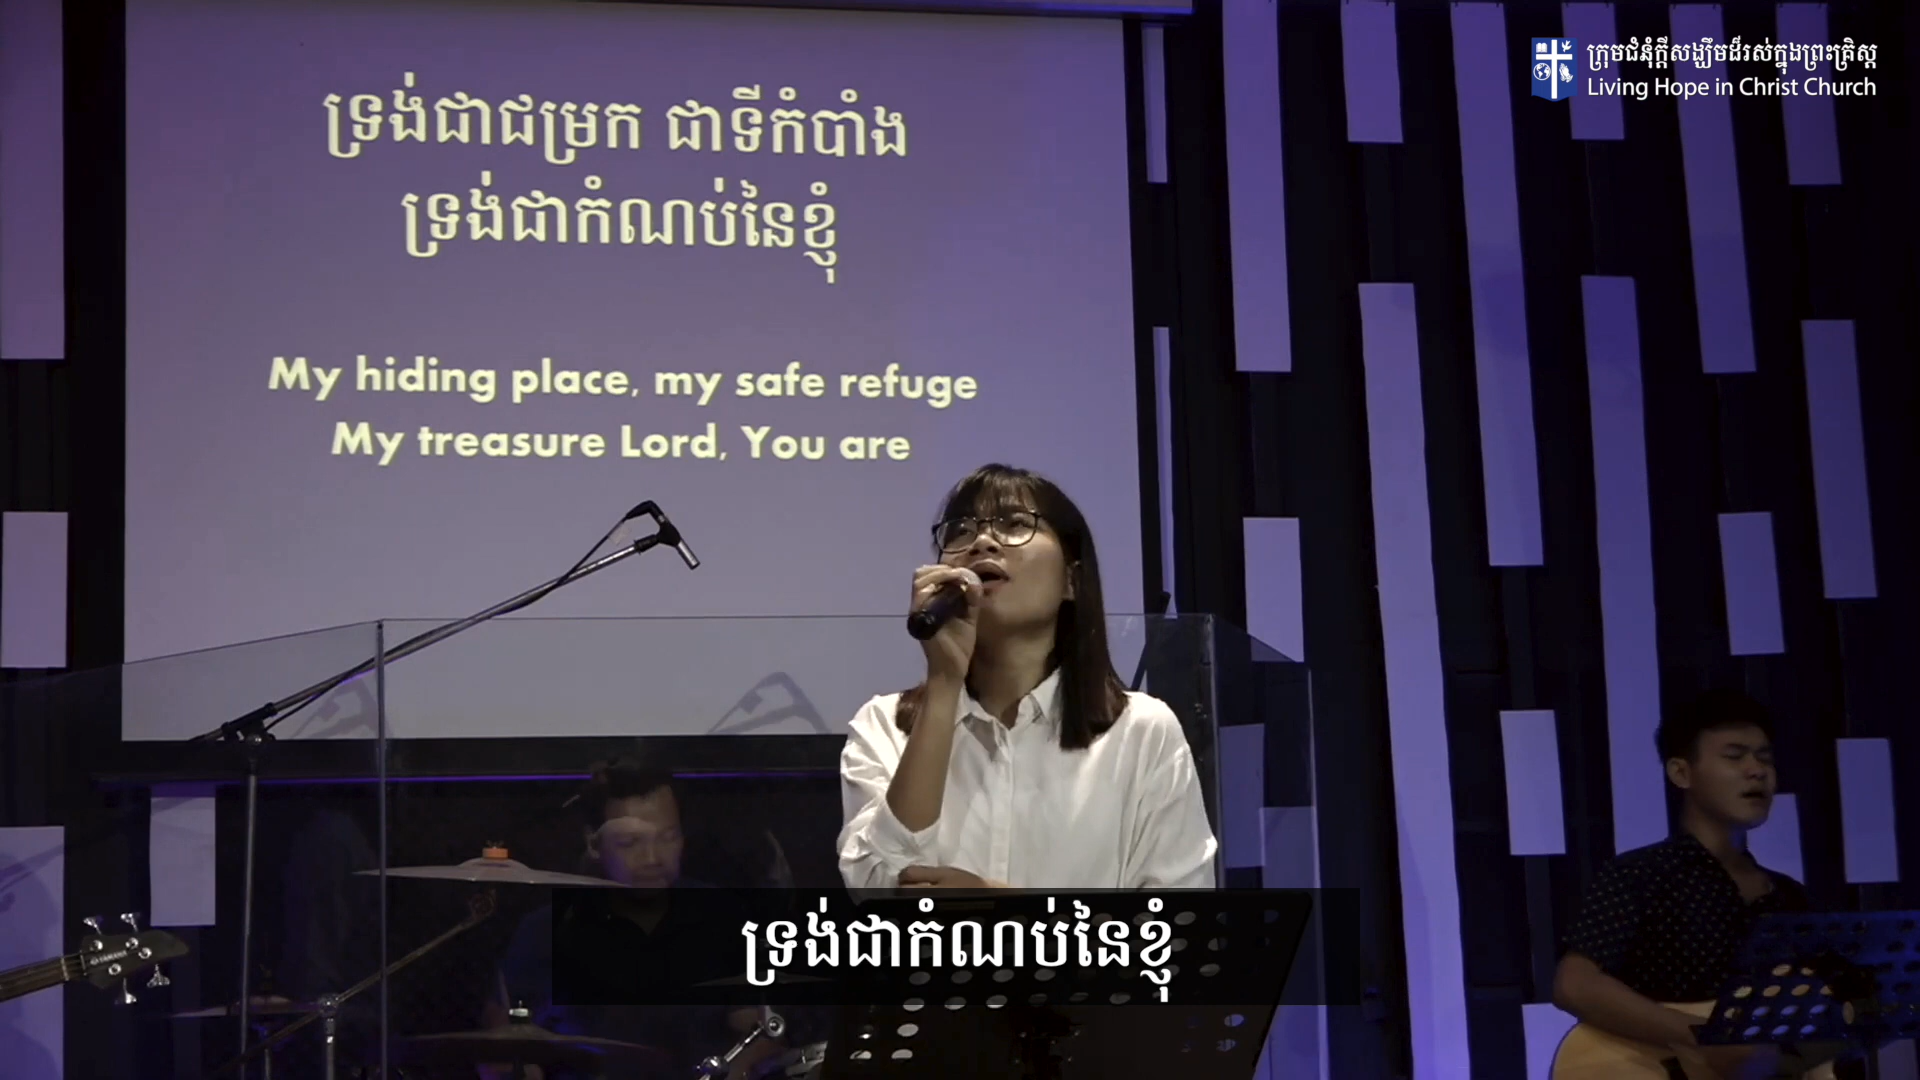 ទ្រង់ជាជម្រក ជាទីកំបាំង
ទ្រង់ជាកំណប់នៃខ្ញុំ
My hiding place, my safe refuge
My treasure Lord, You are
ក្រុមជំនុំក្តីសង្ឃឹមដ៏រស់ក្នុងព្រះគ្រិស្ត
Living Hope in Christ Church
YAMAHA
ទ្រង់ជាកំណប់នៃខ្ញុំ